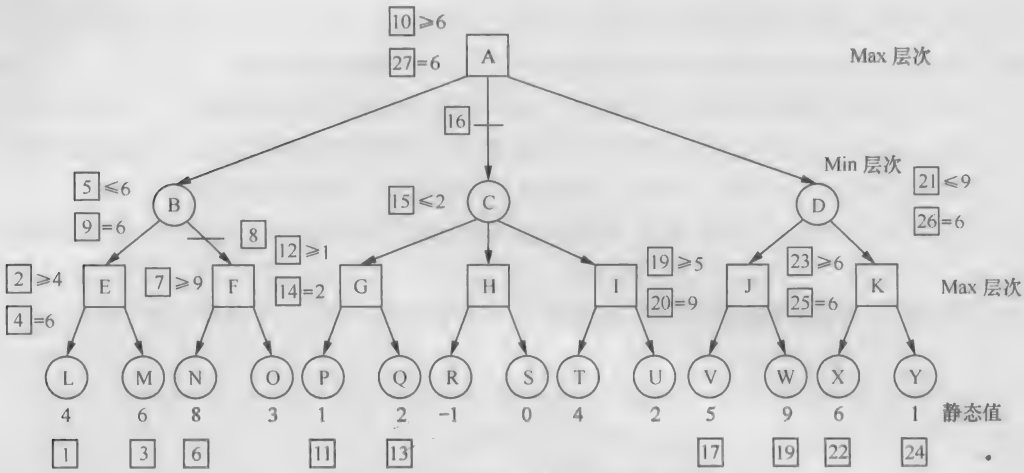 10 ≥6
27 =6
A
Max 层次
16
Min 层次
5 ≤6
9 =6
B
15 ≤2
C
D
21 ≤9
26 =6
8
2 ≥4
4 =6
E
7 ≥9
F
12 ≥1
14 =2
G
H
I
19 ≥5
20 =9
J
23 ≥6
25 =6
K
Max 层次
L M N O P Q R S T U V W X Y
4 6 8 3 1 2 -1 0 4 2 5 9 6 1 静态值
1 3 6 11 13 17 19 22 24